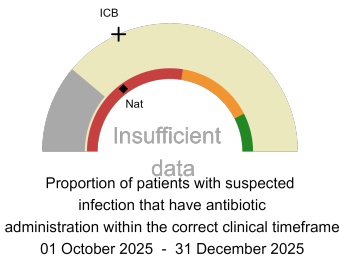 ICB
Nat
Insufficient
data
Proportion of patients with suspected
infection that have antibiotic
administration within the correct clinical timeframe
01 October 2025 - 31 December 2025